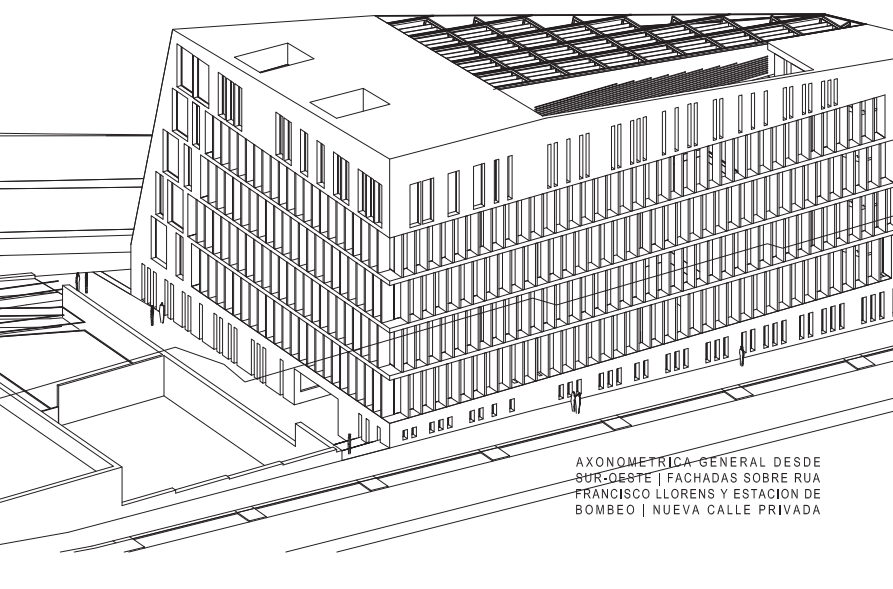 AXONOMETRICA GENERAL DESDE
SUR-OESTE | FACHADAS SOBRE RUA
FRANCISCO LLORENS Y ESTACION DE
BOMBEO | NUEVA CALLE PRIVADA